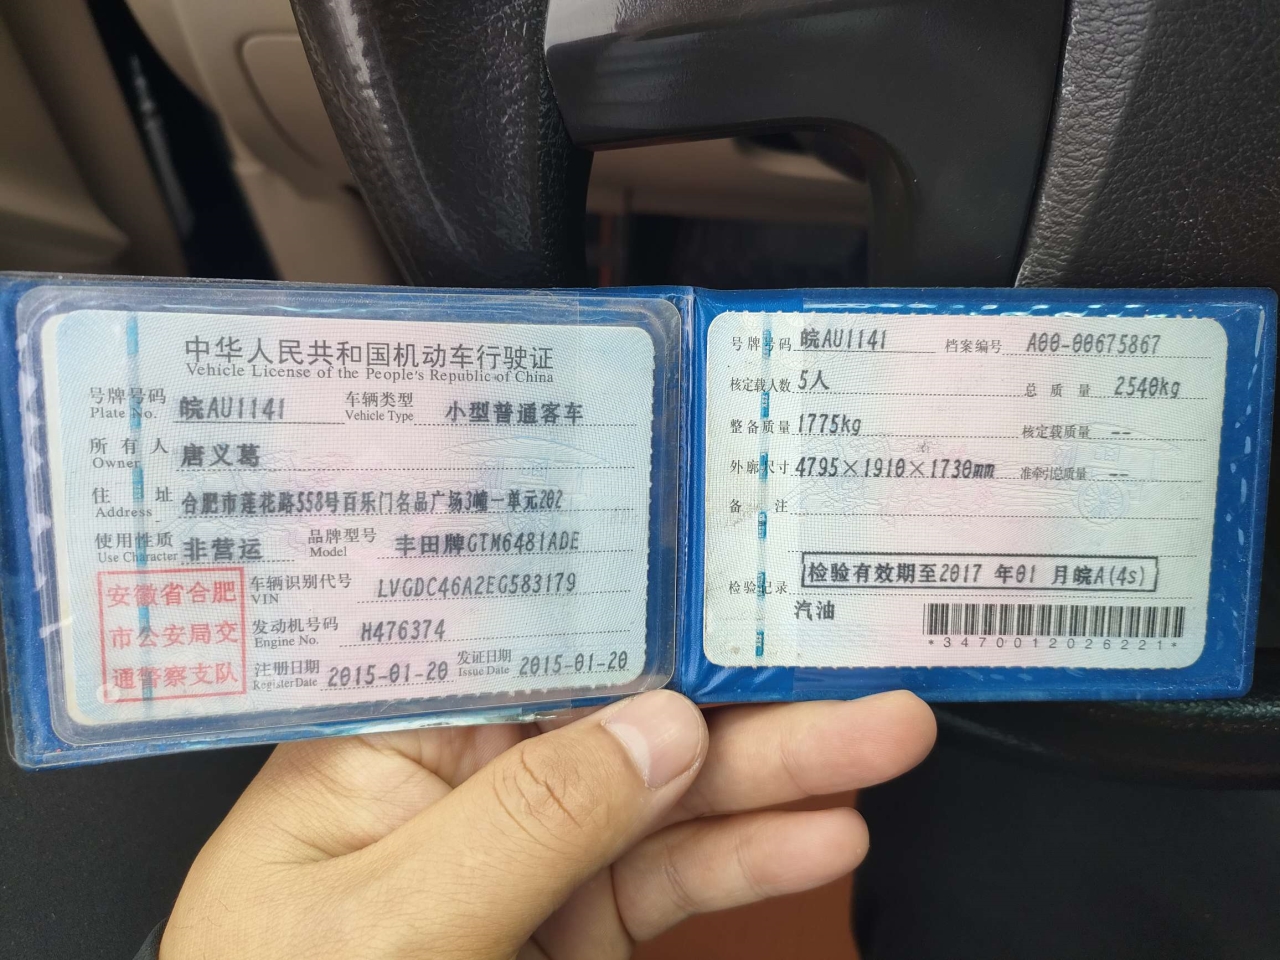 中华人民共和国机动车行驶证
Vehicle License of the People's Republic of China
号牌号码 皖AU1141 车辆类型 小型普通客车
Plate No. Vehicle Type
所有人 唐义葛
Owner
住址 合肥市莲花路558号百乐门名品广场3幢一单元202
Address
使用性质 非营运 品牌型号 丰田牌GTM6481ADE
Use Character Model
安徽省合肥
市公安局交
通警察支队
车辆识别代号 LVGDC46A2EG583179
VIN
发动机号码 H476374
Engine No.
注册日期 2015-01-20 发证日期 2015-01-20
Register Date Issue Date
号牌号码 皖AU1141 档案编号 A00-00675867
核定载人数 5人 总质量 2540kg
整备质量 1775kg 核定载质量 --
外廓尺寸 4795×1910×1730mm 准牵引总质量 --
备注
检验记录 检验有效期至2017 年01 月皖A(4s)
汽油
*3470012026221*